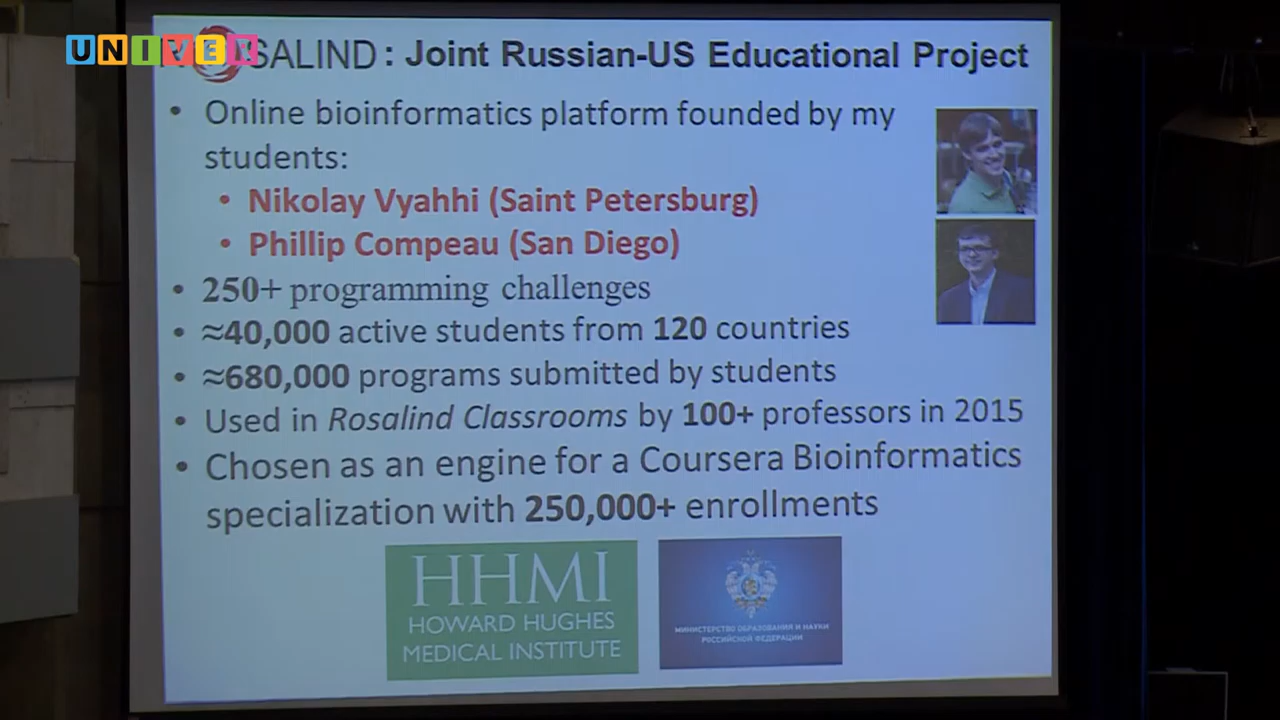 UNIVER
SALIND : Joint Russian-US Educational Project
• Online bioinformatics platform founded by my
students:
• Nikolay Vyahhi (Saint Petersburg)
• Phillip Compeau (San Diego)
• 250+ programming challenges
• ≈40,000 active students from 120 countries
• ≈680,000 programs submitted by students
• Used in Rosalind Classrooms by 100+ professors in 2015
• Chosen as an engine for a Coursera Bioinformatics
specialization with 250,000+ enrollments
HHMI
HOWARD HUGHES
MEDICAL INSTITUTE
МИНИСТЕРСТВО ОБРАЗОВАНИЯ И НАУКИ
РОССИЙСКОЙ ФЕДЕРАЦИИ